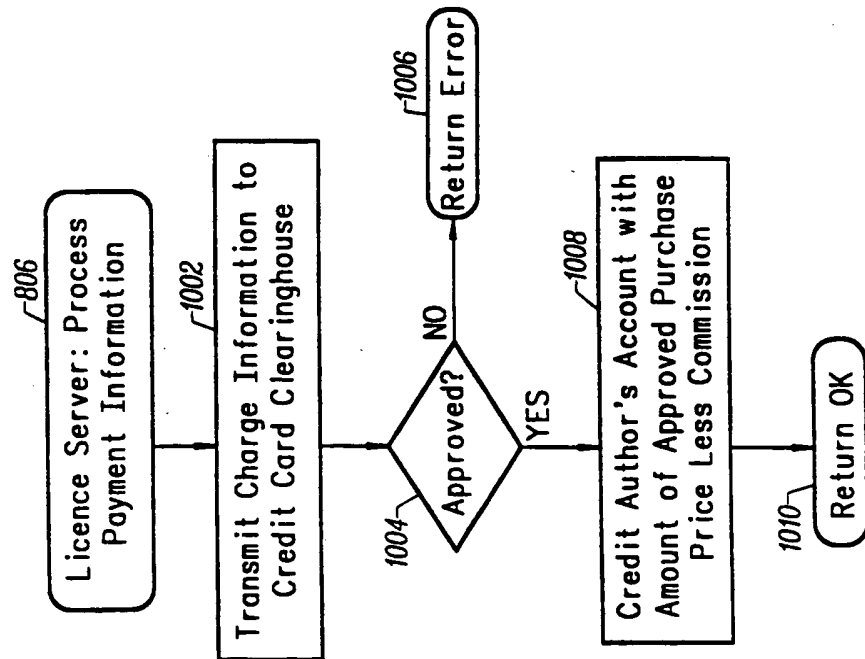 806
Licence Server: Process
Payment Information
1002
Transmit Charge Information to
Credit Card Clearinghouse
1004
Approved?
NO
1006
Return Error
YES
1008
Credit Author's Account with
Amount of Approved Purchase
Price Less Commission
1010
Return OK